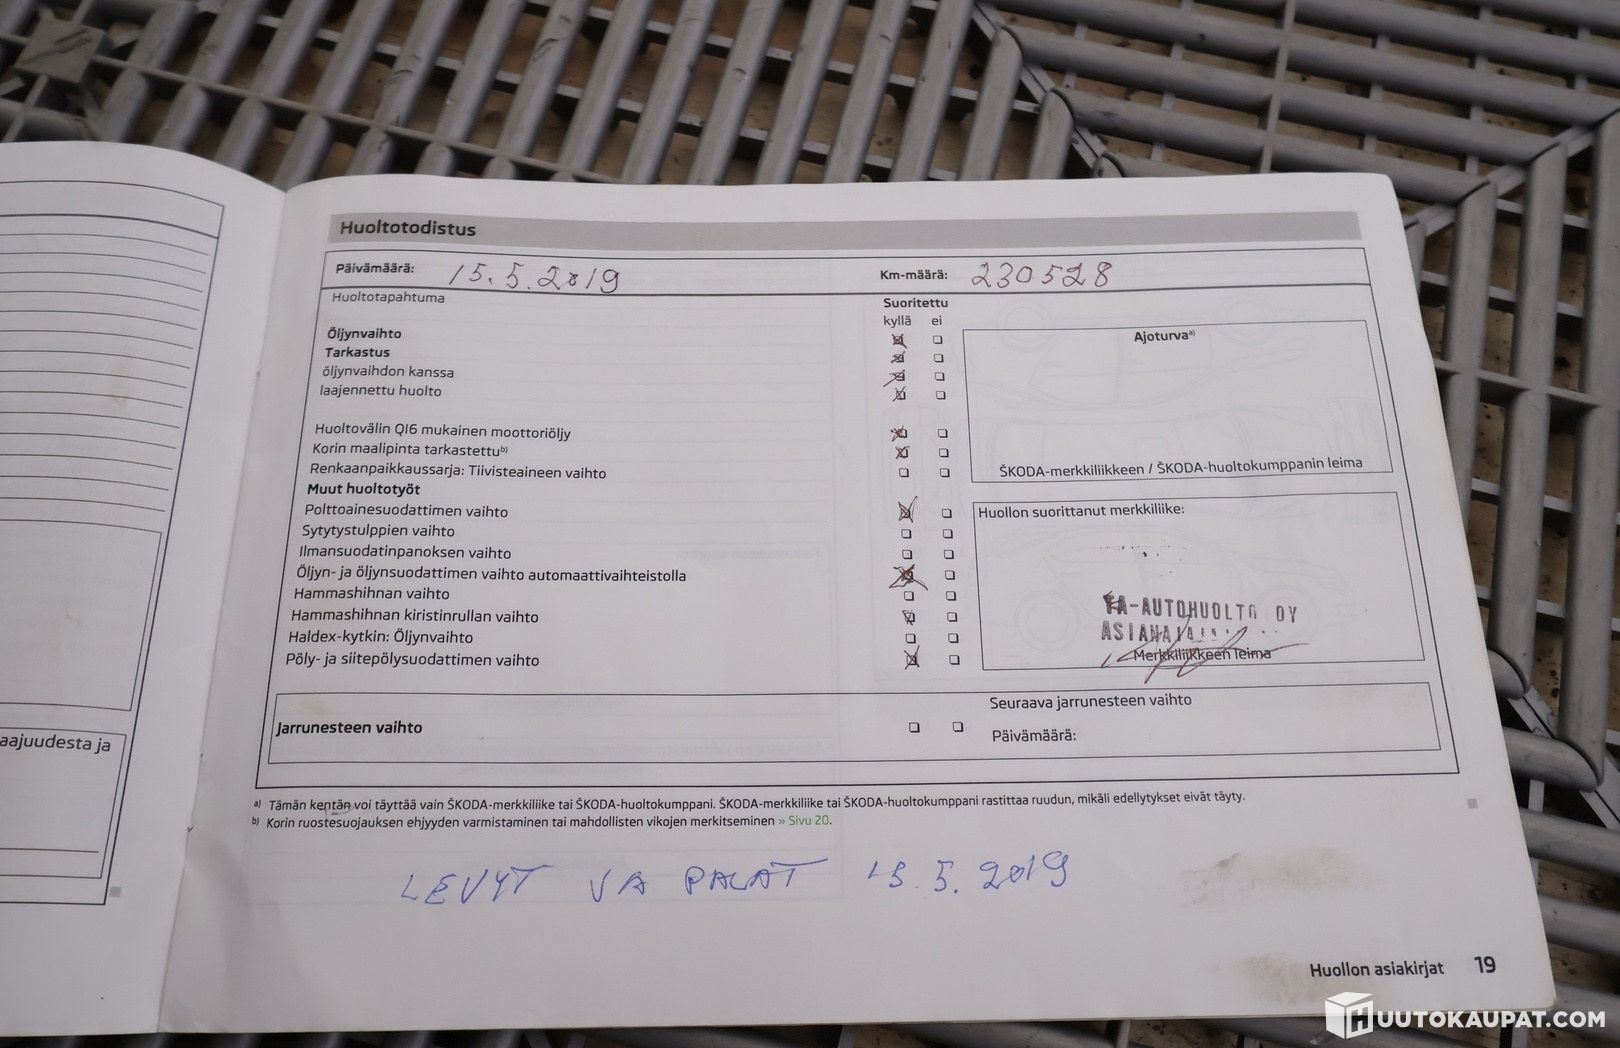 Huoltotodistus
Päivämäärä: 15.5.2019 Km-määrä: 230528
Huoltotapahtuma Suoritettu
kyllä ei
Öljynvaihto
Tarkastus
öljynvaihdon kanssa
laajennettu huolto
Huoltovälin QI6 mukainen moottoriöljy
Korin maalipinta tarkastettu b)
Renkaanpaikkaussarja: Tiivisteaineen vaihto
Muut huoltotyöt
Polttoainesuodattimen vaihto
Sytytystulppien vaihto
Ilmansuodatinpanoksen vaihto
Öljyn- ja öljynsuodattimen vaihto automaattivaihteistolla
Hammashihnan vaihto
Hammashihnan kiristinrullan vaihto
Haldex-kytkin: Öljynvaihto
Pöly- ja siitepölysuodattimen vaihto
Ajoturva a)
ŠKODA-merkkiliikkeen / ŠKODA-huoltokumppanin leima
Huollon suorittanut merkkiliike:
-AUTOHUOLTO OY
Merkkiliikkeen leima
Jarrunesteen vaihto
Seuraava jarrunesteen vaihto
Päivämäärä:
a) Tämän kentän voi täyttää vain ŠKODA-merkkiliike tai ŠKODA-huoltokumppani. ŠKODA-merkkiliike tai ŠKODA-huoltokumppani rastittaa ruudun, mikäli edellytykset eivät täyty.
b) Korin ruostesuojauksen ehjyyden varmistaminen tai mahdollisten vikojen merkitseminen » Sivu 20.
LEVYT JA PALAT 15.5.2019
Huollon asiakirjat 19
aajuudesta ja
HUUTOKAUPAT.COM